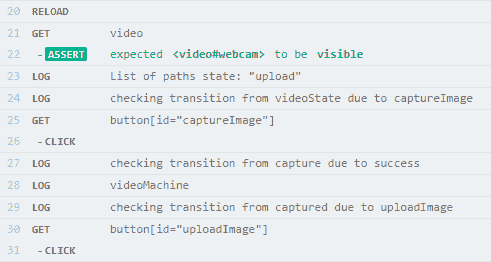 20 RELOAD
21 GET video
22 -ASSERT expected <video#webcam> to be visible
23 LOG List of paths state: "upload"
24 LOG checking transition from videoState due to captureImage
25 GET button[id="captureImage"]
26 -CLICK
27 LOG checking transition from capture due to success
28 LOG videoMachine
29 LOG checking transition from captured due to uploadImage
30 GET button[id="uploadImage"]
31 -CLICK